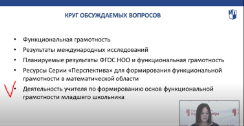 КРУГ ОБСУЖДАЕМЫХ ВОПРОСОВ
Функциональная грамотность
Результаты международных исследований
Планируемые результаты ФГОС НОО и функциональная грамотность
Ресурсы Серии «Перспектива» для формирования функциональной
грамотности в математической области
Деятельность учителя по формированию основ функциональной
грамотности младшего школьника